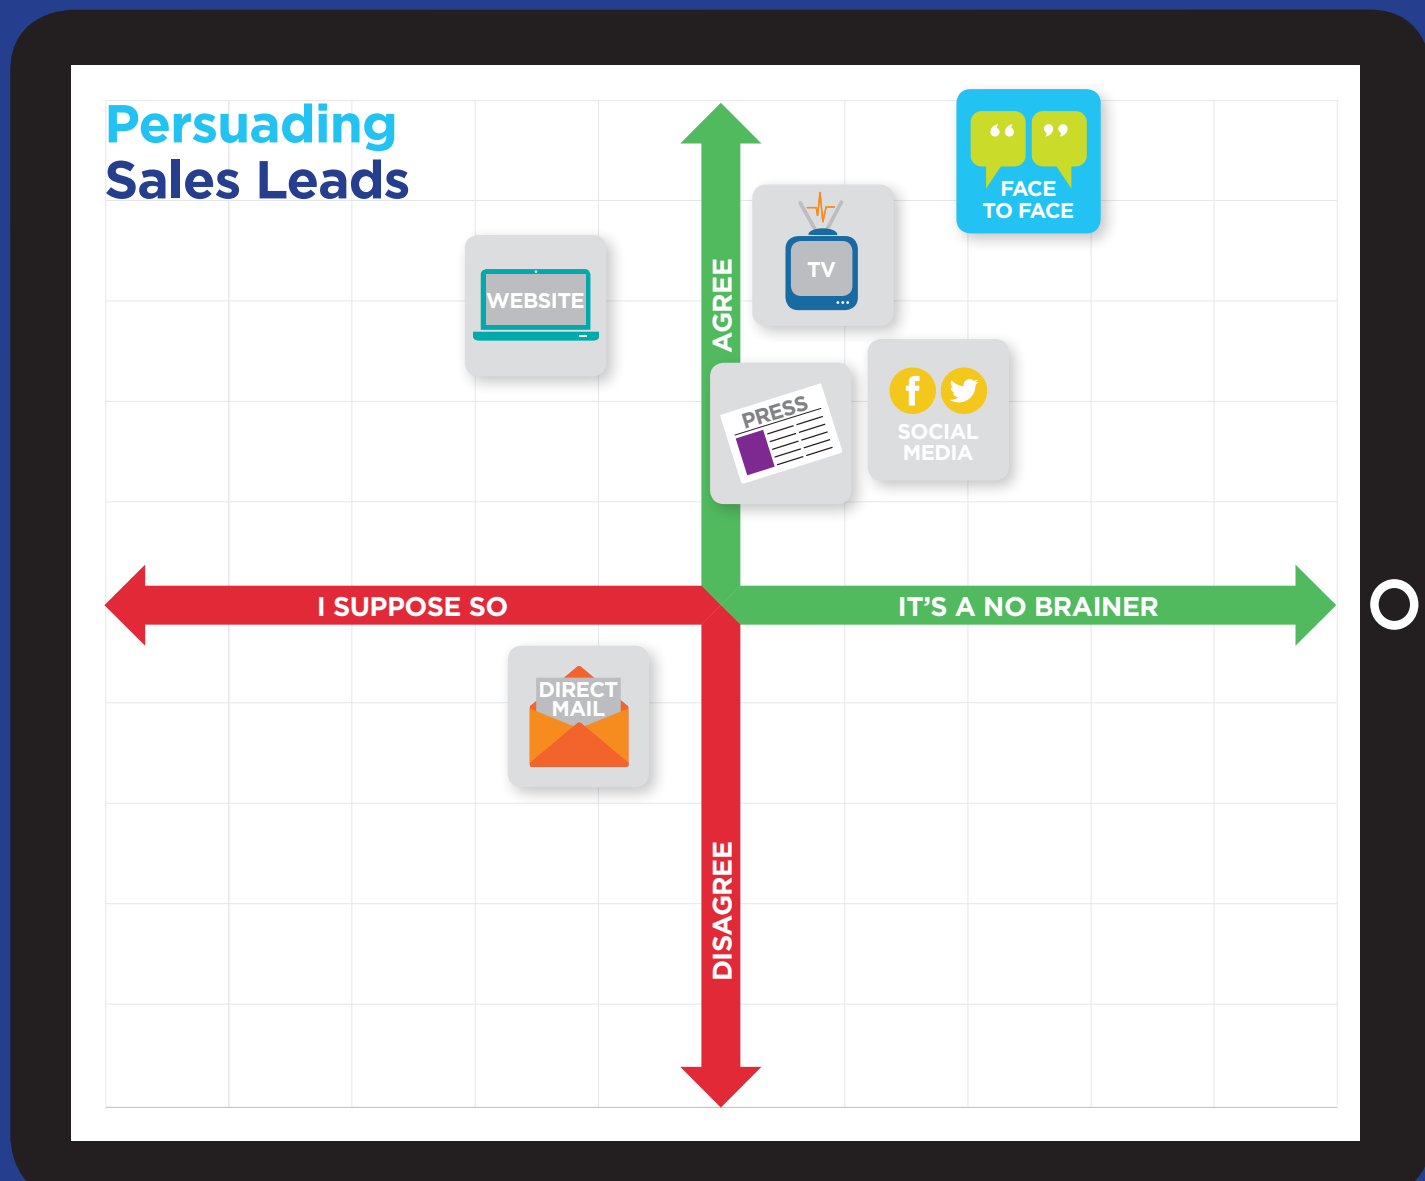 Persuading
Sales Leads
“ ”
FACE
TO FACE
TV
WEBSITE
AGREE
PRESS
SOCIAL
MEDIA
I SUPPOSE SO
IT’S A NO BRAINER
DIRECT
MAIL
DISAGREE